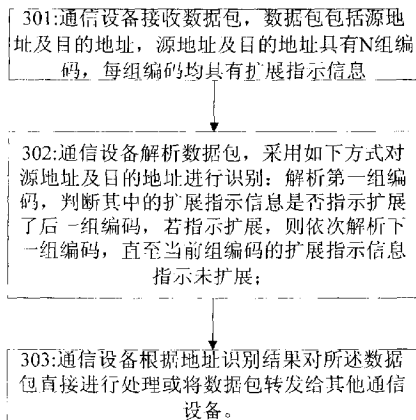 301:通信设备接收数据包，数据包包括源地
址及目的地址，源地址及目的地址具有N组编
码，每组编码均具有扩展指示信息
302:通信设备解析数据包，采用如下方式对
源地址及目的地址进行识别：解析第一组编
码，判断其中的扩展指示信息是否指示扩展
了后一组编码，若指示扩展，则依次解析下
一组编码，直至当前组编码的扩展指示信息
指示未扩展；
303:通信设备根据地址识别结果对所述数据
包直接进行处理或将数据包转发给其他通信
设备。